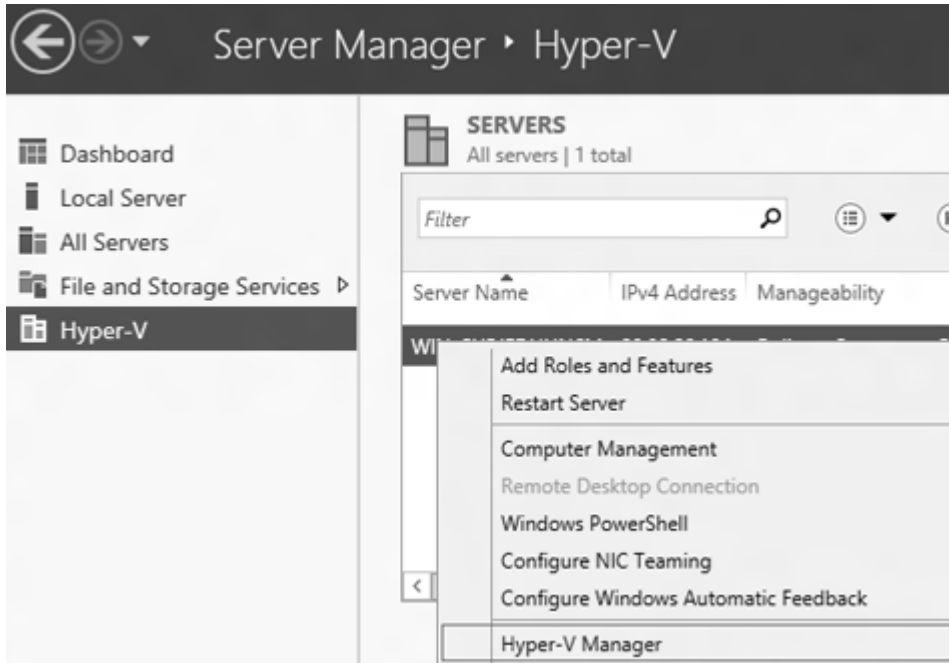 Server Manager ‣ Hyper-V
Dashboard
Local Server
All Servers
File and Storage Services
Hyper-V
SERVERS
All servers | 1 total
Filter
Server Name IPv4 Address Manageability
Add Roles and Features
Restart Server
Computer Management
Remote Desktop Connection
Windows PowerShell
Configure NIC Teaming
Configure Windows Automatic Feedback
Hyper-V Manager